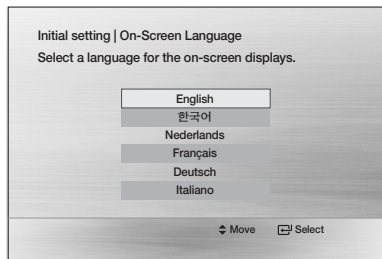 Initial setting | On-Screen Language
Select a language for the on-screen displays.
English
한국어
Nederlands
Français
Deutsch
Italiano
Move Select